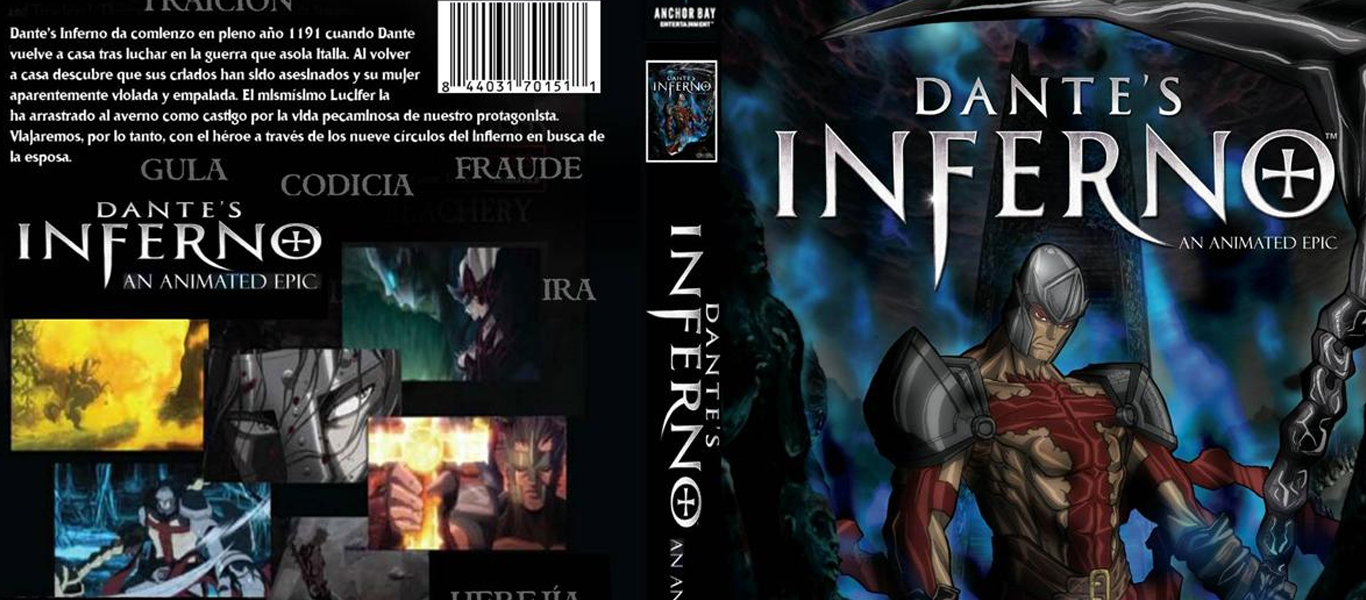 TRAICIÓN
Dante's Inferno da comienzo en pleno año 1191 cuando Dante
vuelve a casa tras luchar en la guerra que asola Italia. Al volver
a casa descubre que sus criados han sido asesinados y su mujer
aparentemente violada y empalada. El mismísimo Lucifer la
ha arrastrado al averno como castigo por la vida pecaminosa de nuestro protagonista.
Viajaremos, por lo tanto, con el héroe a través de los nueve círculos del Infierno en busca de
la esposa.
8 44031 70151 1
GULA
CODICIA
FRAUDE
LACHERY
DANTE'S
INFERNO
AN ANIMATED EPIC
IRA
HEREJÍA
ANCHOR BAY
ENTERTAINMENT
DANTE'S
INFERNO
DANTE'S
INFERNO
AN AN
DANTE'S
INFERNO™
AN ANIMATED EPIC